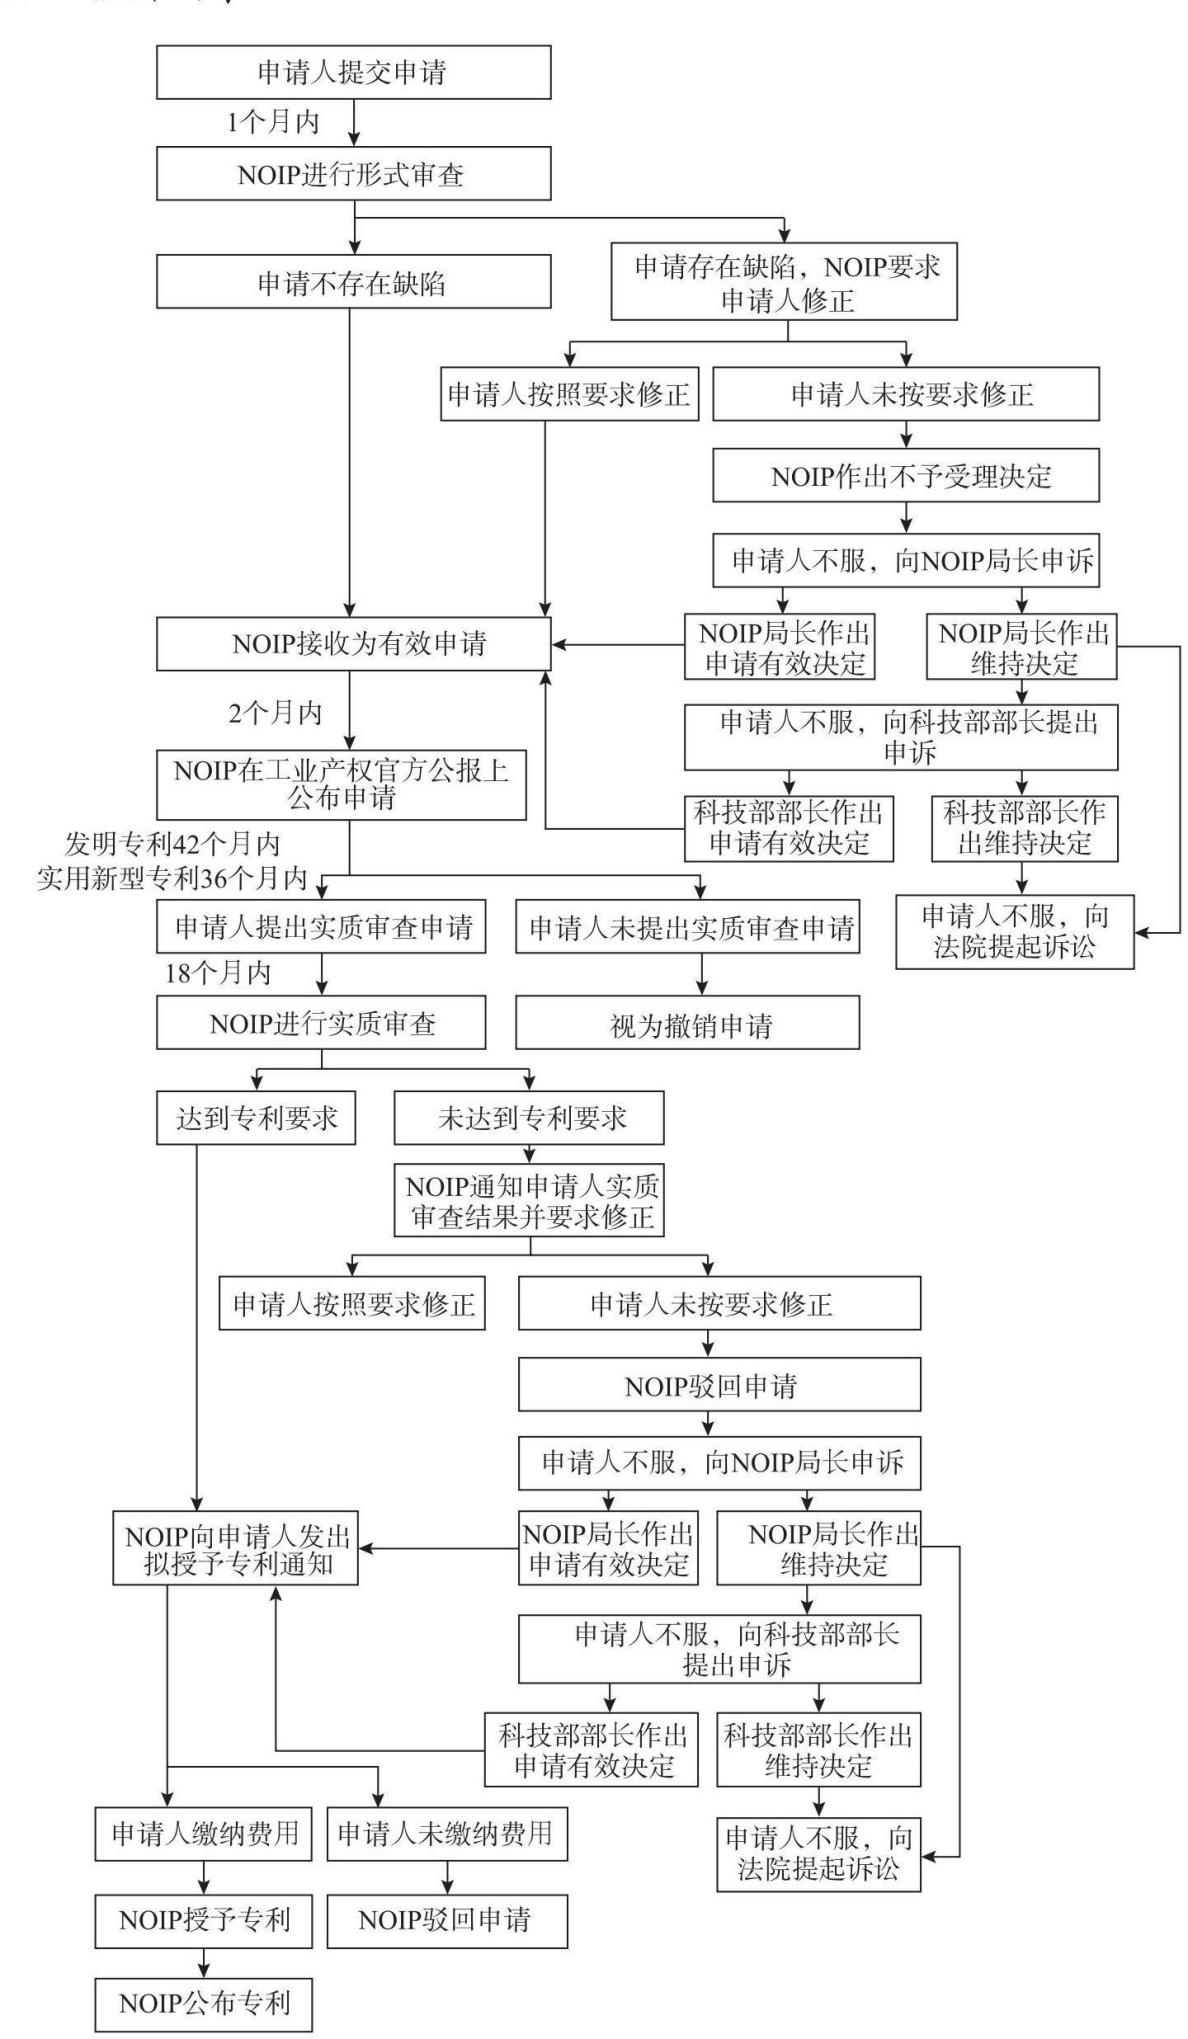 申请人提交申请
1个月内
NOIP进行形式审查
申请不存在缺陷
申请存在缺陷，NOIP要求
申请人修正
申请人按照要求修正
申请人未按要求修正
NOIP作出不予受理决定
申请人不服，向NOIP局长申诉
NOIP接收为有效申请
NOIP局长作出
申请有效决定
NOIP局长作出
维持决定
2个月内
申请人不服，向科技部部长提出
申诉
NOIP在工业产权官方公报上
公布申请
科技部部长作出
申请有效决定
科技部部长作
出维持决定
发明专利42个月内
实用新型专利36个月内
申请人提出实质审查申请
申请人未提出实质审查申请
申请人不服，向
法院提起诉讼
18个月内
NOIP进行实质审查
视为撤销申请
达到专利要求
未达到专利要求
NOIP通知申请人实质
审查结果并要求修正
申请人按照要求修正
申请人未按要求修正
NOIP驳回申请
申请人不服，向NOIP局长申诉
NOIP向申请人发出
拟授予专利通知
NOIP局长作出
申请有效决定
NOIP局长作出
维持决定
申请人不服，向科技部部长
提出申诉
科技部部长作出
申请有效决定
科技部部长作出
维持决定
申请人缴纳费用
申请人未缴纳费用
申请人不服，向
法院提起诉讼
NOIP授予专利
NOIP驳回申请
NOIP公布专利